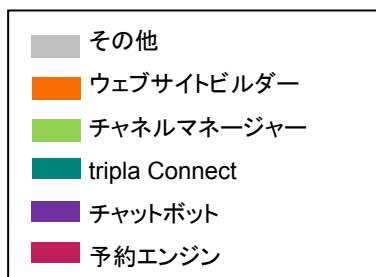 その他
ウェブサイトビルダー
チャネルマネージャー
tripla Connect
チャットボット
予約エンジン